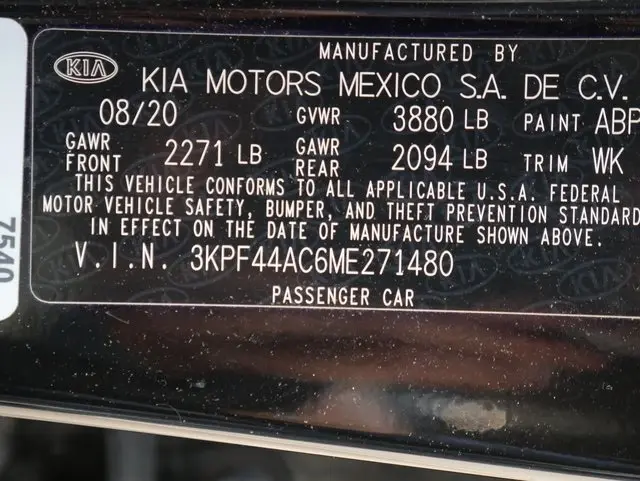 MANUFACTURED BY
KIA KIA MOTORS MEXICO S.A. DE C.V.
08/20 GVWR 3880 LB PAINT ABP
GAWR FRONT 2271 LB GAWR REAR 2094 LB TRIM WK
THIS VEHICLE CONFORMS TO ALL APPLICABLE U.S.A. FEDERAL
MOTOR VEHICLE SAFETY, BUMPER, AND THEFT PREVENTION STANDARD
IN EFFECT ON THE DATE OF MANUFACTURE SHOWN ABOVE.
V.I.N. 3KPF44AC6ME271480
PASSENGER CAR
7540